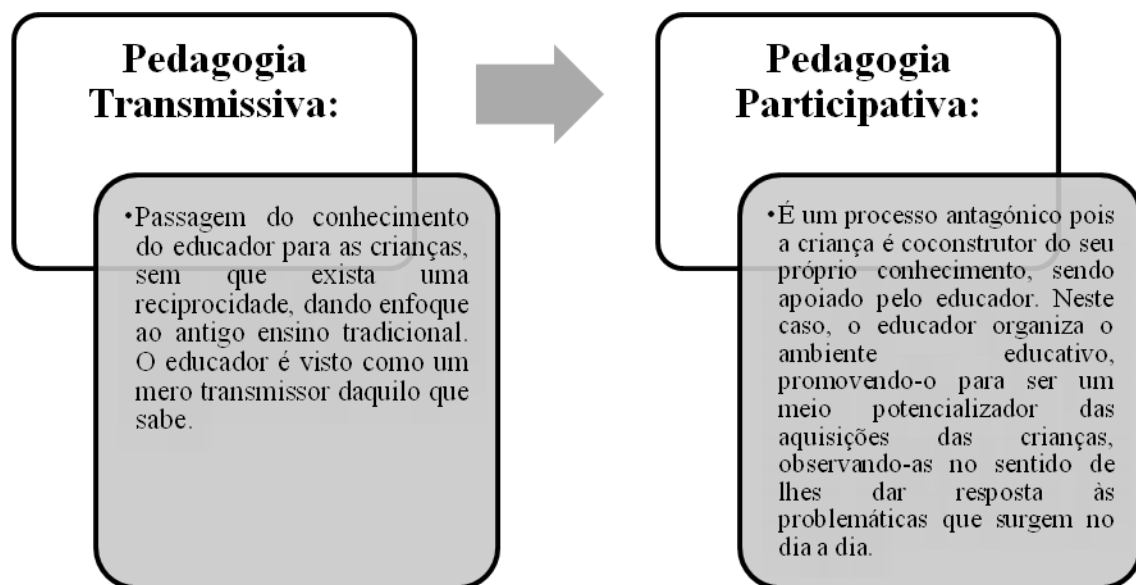 Pedagogia
Transmissiva:
•Passagem do conhecimento
do educador para as crianças,
sem que exista uma
reciprocidade, dando enfoque
ao antigo ensino tradicional.
O educador é visto como um
mero transmissor daquilo que
sabe.
Pedagogia
Participativa:
•É um processo antagónico pois
a criança é coconstrutor do seu
próprio conhecimento, sendo
apoiado pelo educador. Neste
caso, o educador organiza o
ambiente educativo,
promovendo-o para ser um
meio potencializador das
aquisições das crianças,
observando-as no sentido de
lhes dar resposta às
problemáticas que surgem no
dia a dia.